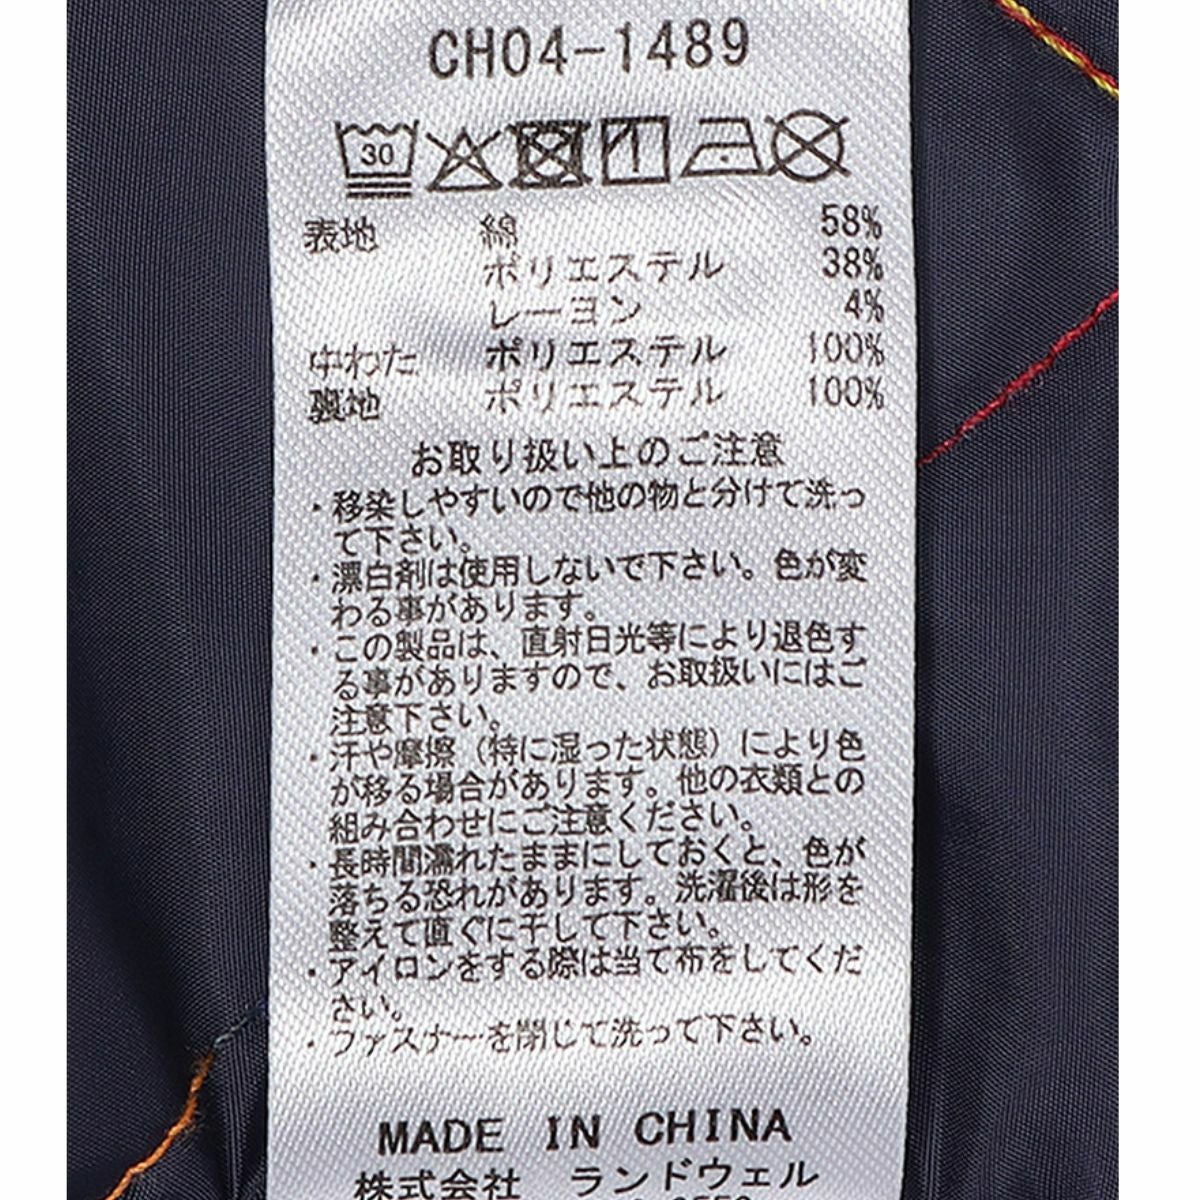 CH04-1489
30
表地 綿 58%
ポリエステル 38%
レーヨン 4%
中わた ポリエステル 100%
裏地 ポリエステル 100%
お取り扱い上のご注意
・移染しやすいので他の物と分けて洗っ
て下さい。
・漂白剤は使用しないで下さい。色が変
わる事があります。
・この製品は、直射日光等により退色す
る事がありますので、お取扱いにはご
注意下さい。
・汗や摩擦（特に湿った状態）により色
が移る場合があります。他の衣類との
組み合わせにご注意ください。
・長時間濡れたままにしておくと、色が
落ちる恐れがあります。洗濯後は形を
整えて直ぐに干して下さい。
・アイロンをする際は当て布をしてくだ
さい。
・ファスナーを閉じて洗って下さい。
MADE IN CHINA
株式会社 ランドウェル